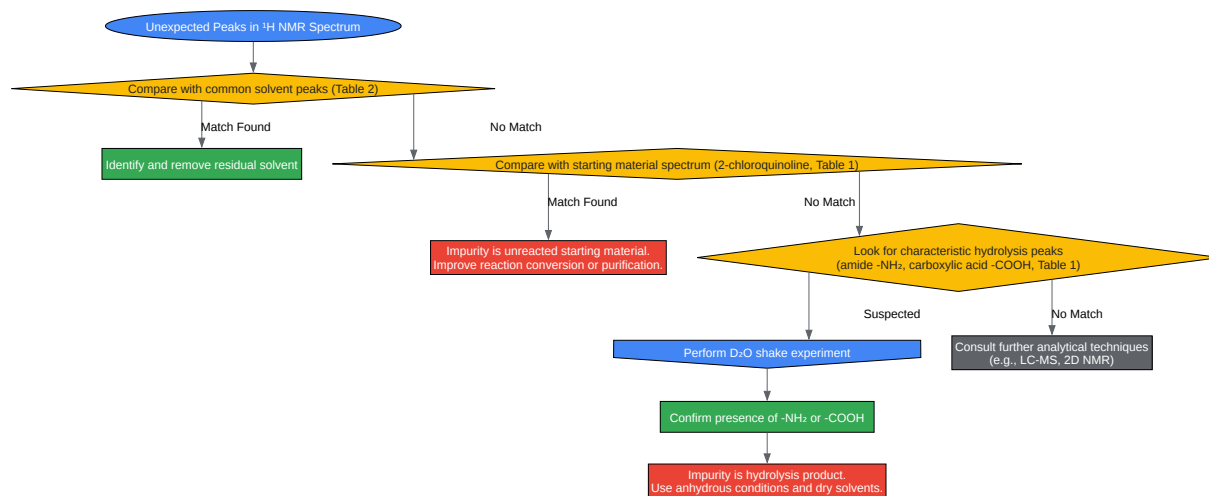 Unexpected Peaks in ¹H NMR Spectrum
Compare with common solvent peaks (Table 2)
Match Found
No Match
Identify and remove residual solvent
Compare with starting material spectrum (2-chloroquinoline, Table 1)
Match Found
No Match
Impurity is unreacted starting material.
Improve reaction conversion or purification.
Look for characteristic hydrolysis peaks
(amide -NH₂, carboxylic acid -COOH, Table 1)
Suspected
No Match
Perform D₂O shake experiment
Consult further analytical techniques
(e.g., LC-MS, 2D NMR)
Confirm presence of -NH₂ or -COOH
Impurity is hydrolysis product.
Use anhydrous conditions and dry solvents.